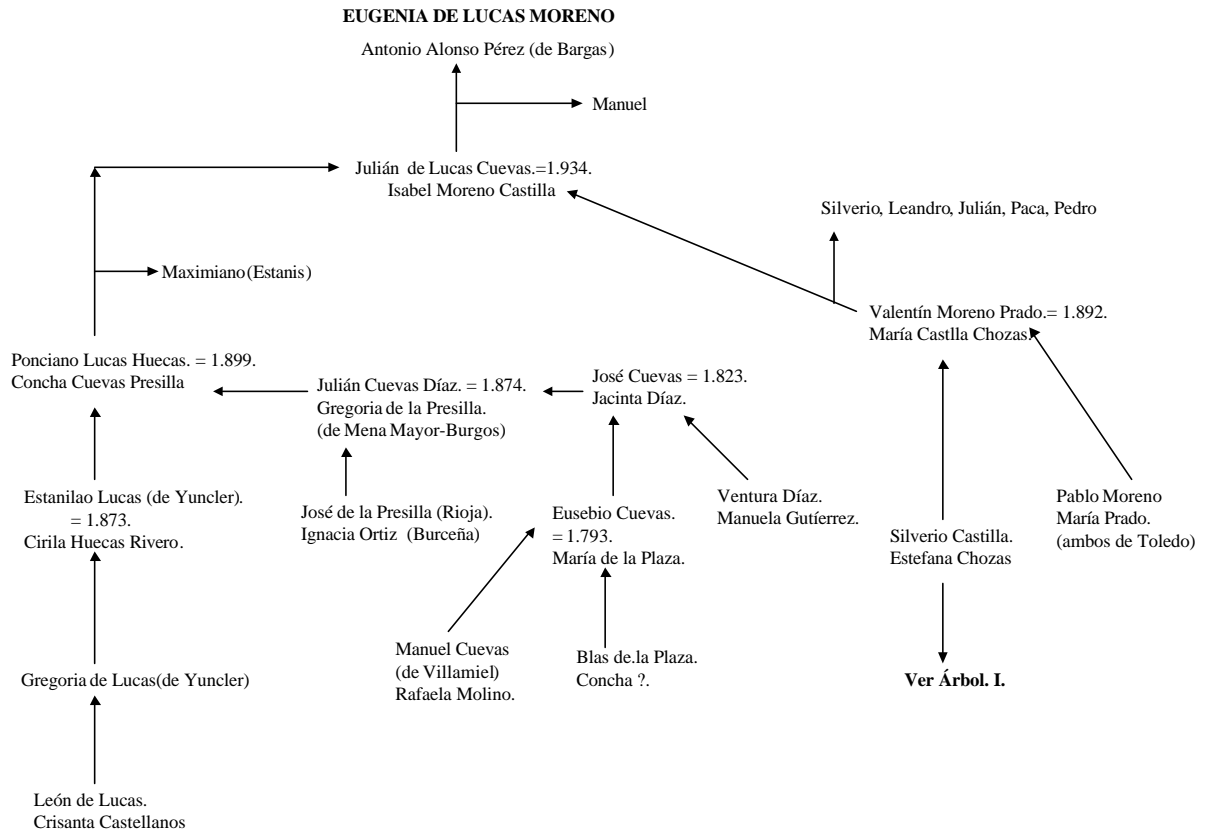 EUGENIA DE LUCAS MORENO
Antonio Alonso Pérez (de Bargas)
Manuel
Julián de Lucas Cuevas.=1.934.
Isabel Moreno Castilla
Silverio, Leandro, Julián, Paca, Pedro
Maximiano(Estanis)
Valentín Moreno Prado.= 1.892.
María Castlla Chozas.
Ponciano Lucas Huecas. = 1.899.
Concha Cuevas Presilla
Julián Cuevas Díaz. = 1.874.
Gregoria de la Presilla.
(de Mena Mayor-Burgos)
José Cuevas = 1.823.
Jacinta Díaz.
Estanilao Lucas (de Yuncler).
= 1.873.
Cirila Huecas Rivero.
José de la Presilla (Rioja).
Ignacia Ortiz (Burceña)
Eusebio Cuevas.
= 1.793.
María de la Plaza.
Ventura Díaz.
Manuela Gutíerrez.
Silverio Castilla.
Estefana Chozas
Pablo Moreno
María Prado.
(ambos de Toledo)
Gregoria de Lucas(de Yuncler)
Manuel Cuevas
(de Villamiel)
Rafaela Molino.
Blas de.la Plaza.
Concha ?.
Ver Árbol. I.
León de Lucas.
Crisanta Castellanos